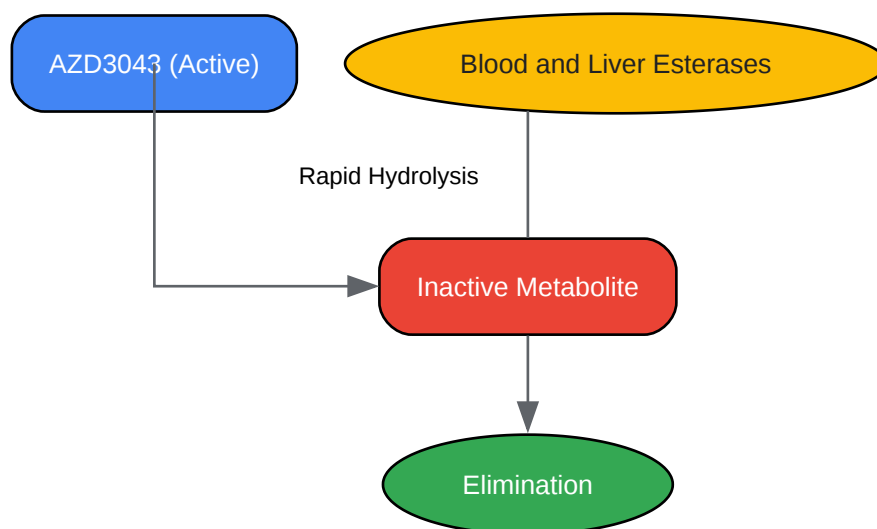 AZD3043 (Active)
Blood and Liver Esterases
Rapid Hydrolysis
Inactive Metabolite
Elimination